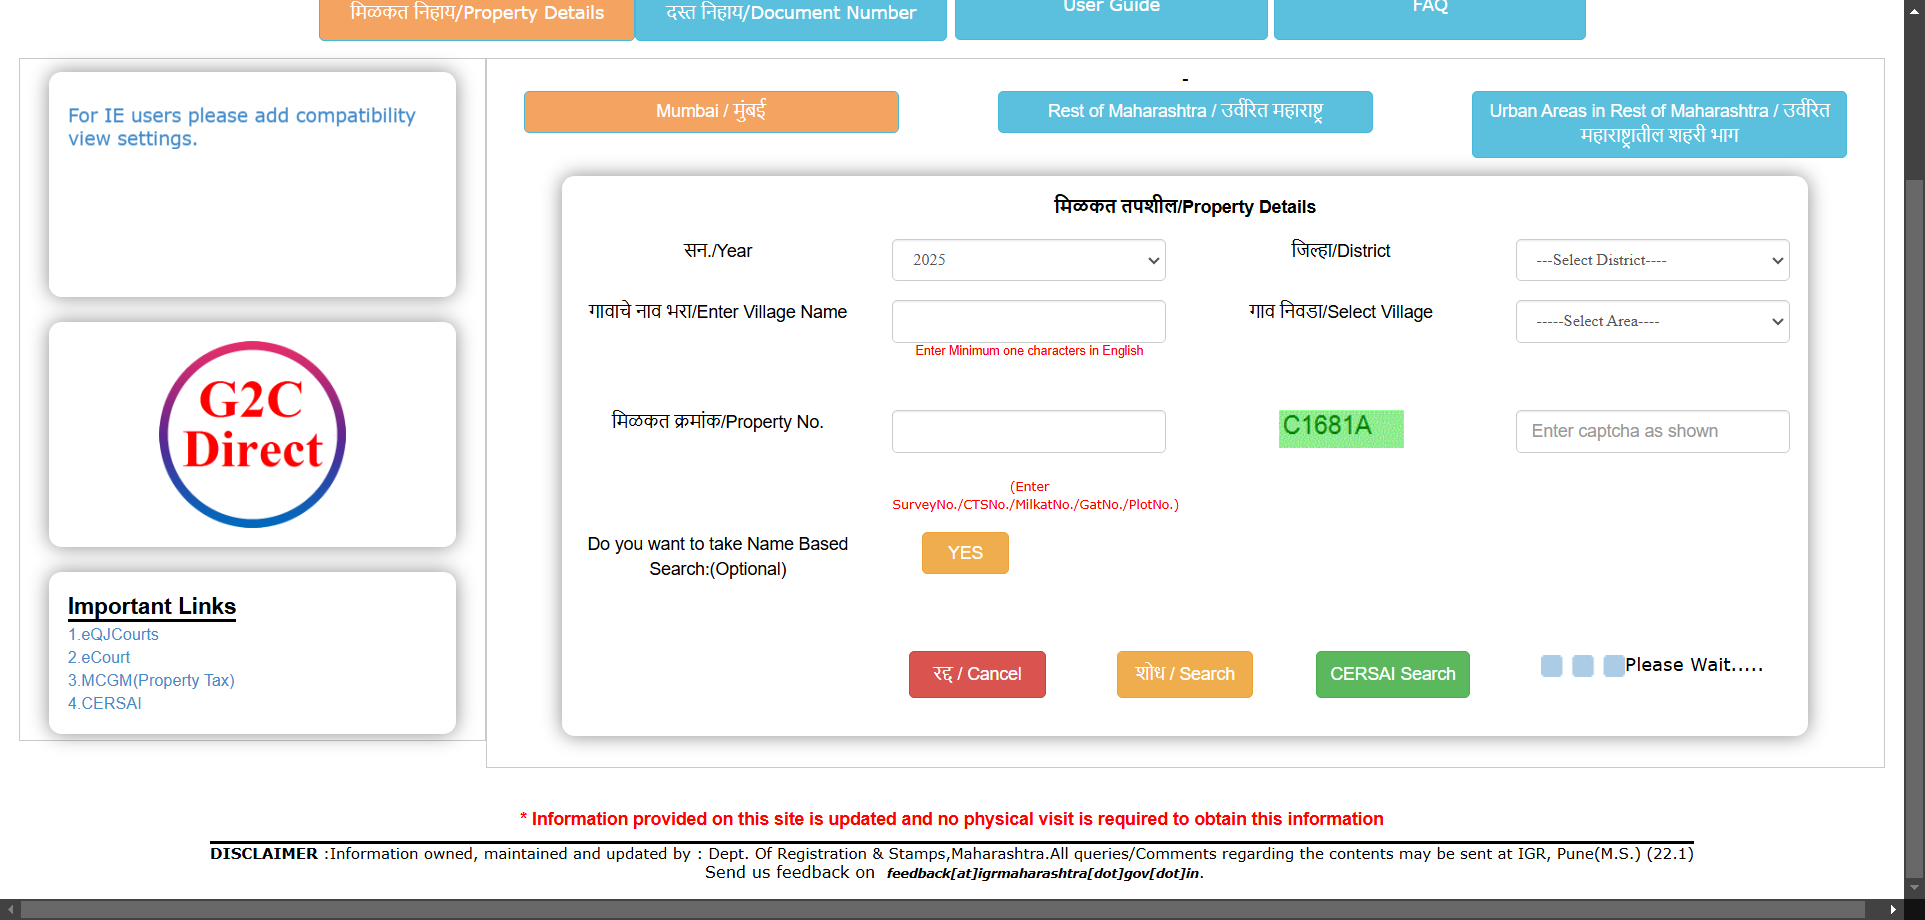 मिळकत निहाय/Property Details
दस्त निहाय/Document Number
User Guide
FAQ
For IE users please add compatibility
view settings.
G2C
Direct
Important Links
1.eQJCourts
2.eCourt
3.MCGM(Property Tax)
4.CERSAI
-
Mumbai / मुंबई
Rest of Maharashtra / उर्वरित महाराष्ट्र
Urban Areas in Rest of Maharashtra / उर्वरित
महाराष्ट्रातील शहरी भाग
मिळकत तपशील/Property Details
सन./Year
2025
जिल्हा/District
---Select District----
गावाचे नाव भरा/Enter Village Name
Enter Minimum one characters in English
गाव निवडा/Select Village
-----Select Area----
मिळकत क्रमांक/Property No.
C1681A
Enter captcha as shown
(Enter
SurveyNo./CTSNo./MilkatNo./GatNo./PlotNo.)
Do you want to take Name Based
Search:(Optional)
YES
रद्द / Cancel
शोध / Search
CERSAI Search
Please Wait.....
* Information provided on this site is updated and no physical visit is required to obtain this information
DISCLAIMER :Information owned, maintained and updated by : Dept. Of Registration & Stamps,Maharashtra.All queries/Comments regarding the contents may be sent at IGR, Pune(M.S.) (22.1)
Send us feedback on feedback[at]igrmaharashtra[dot]gov[dot]in.